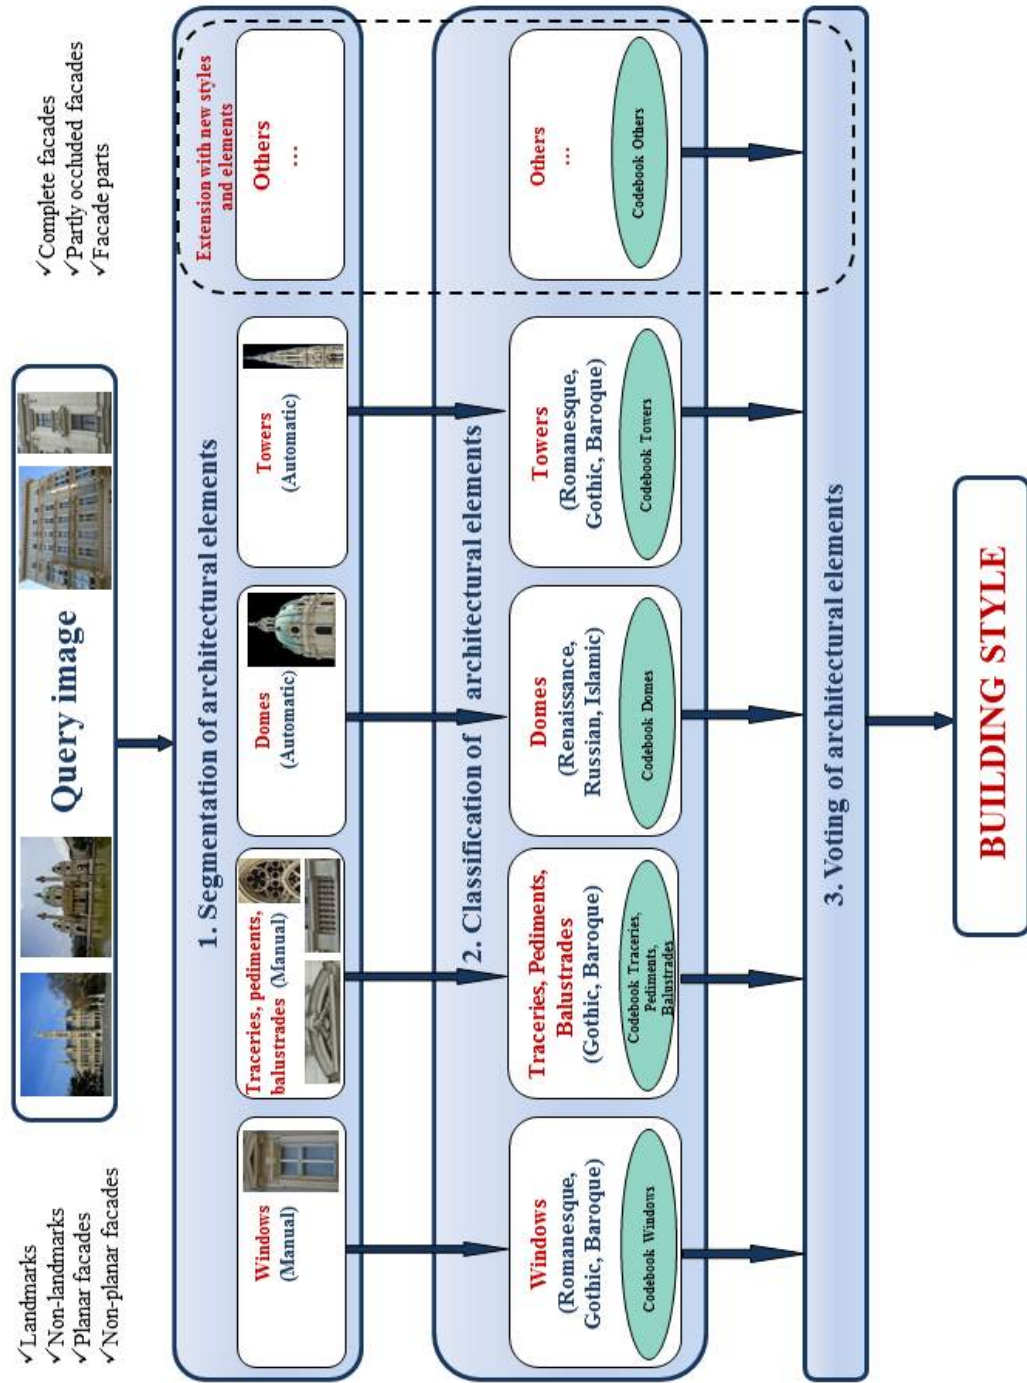 ✓Landmarks
✓Non-landmarks
✓Planar facades
✓Non-planar facades
Query image
✓Complete facades
✓Partly occluded facades
✓Facade parts
1. Segmentation of architectural elements
Windows
(Manual)
Traceries, pediments,
balustrades (Manual)
Domes
(Automatic)
Towers
(Automatic)
Extension with new styles
and elements
Others
...
2. Classification of architectural elements
Windows
(Romanesque,
Gothic, Baroque)
Codebook Windows
Traceries, Pediments,
Balustrades
(Gothic, Baroque)
Codebook Traceries,
Pediments,
Balustrades
Domes
(Renaissance,
Russian, Islamic)
Codebook Domes
Towers
(Romanesque,
Gothic, Baroque)
Codebook Towers
Others
...
Codebook Others
3. Voting of architectural elements
BUILDING STYLE